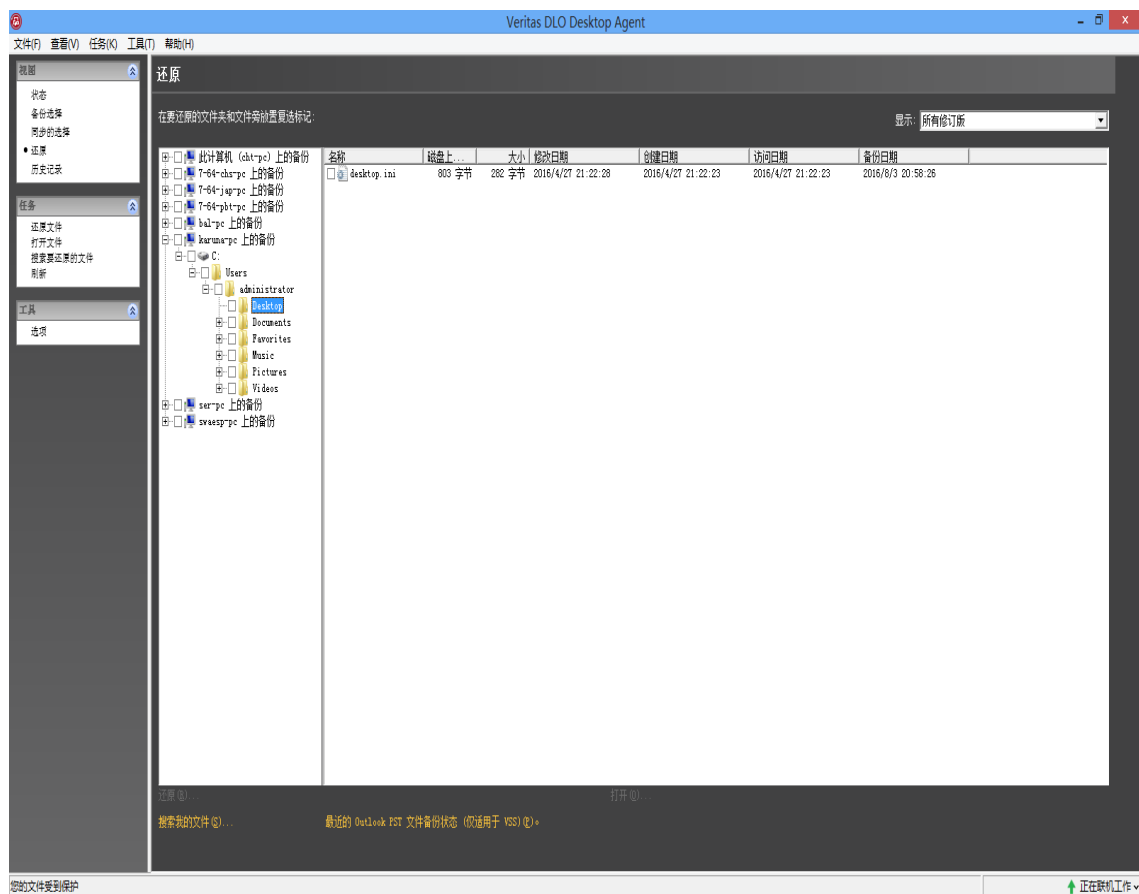 Veritas DLO Desktop Agent
文件(F) 查看(V) 任务(K) 工具(T) 帮助(H)
视图
状态
备份选择
同步的选择
还原
历史记录
任务
还原文件
打开文件
搜索要还原的文件
刷新
工具
选项
还原
在要还原的文件夹和文件旁放置复选标记:
显示: 所有修订版
此计算机 (cht-pc) 上的备份
7-64-chs-pc 上的备份
7-64-jap-pc 上的备份
7-64-pbt-pc 上的备份
bal-pc 上的备份
karuna-pc 上的备份
C:
Users
administrator
Desktop
Documents
Favorites
Music
Pictures
Videos
ser-pc 上的备份
swaesp-pc 上的备份
名称 磁盘上... 大小 修改日期 创建日期 访问日期 备份日期
desktop.ini 803 字节 282 字节 2016/4/27 21:22:28 2016/4/27 21:22:23 2016/4/27 21:22:23 2016/8/3 20:58:26
还原(R)... 打开(O)...
搜索我的文件(S)... 最近的 Outlook PST 文件备份状态 (仅适用于 VSS)(P)。
您的文件受到保护 正在联机工作